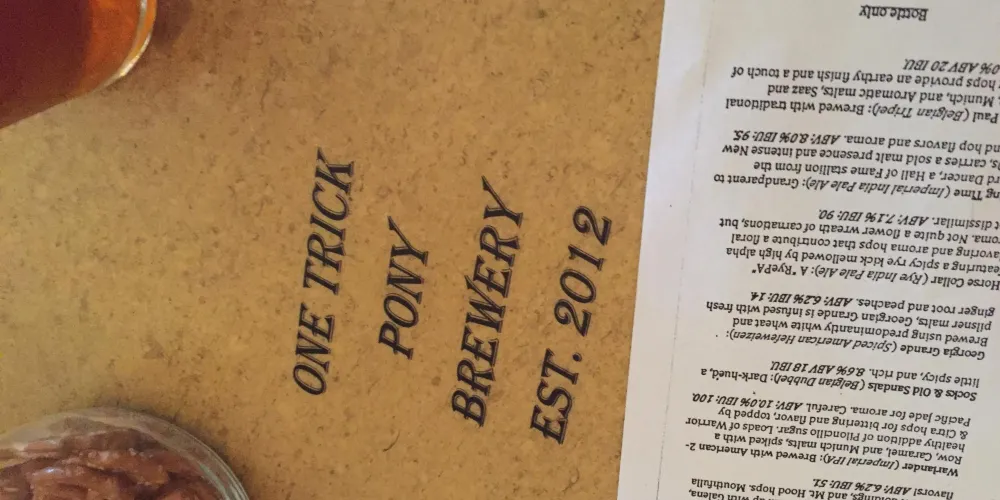 ONE TRICK
PONY
BREWERY
EST. 2012
up with Galena,
and Mt. Hood hops. Mouthfulls
flavors! ABV: 6.2% IBU: 51.
Warlander (Imperial IPA): Brewed with American 2-
Row, Caramel, and Munich malts, spiked with a
healthy addition of Piloncillo sugar. Loads of Warrior
& Citra hops for bittering and flavor, topped by
Pacific Jade for aroma. Careful. ABV: 10.0% IBU: 100.
Socks & Old Sandals (Belgian Dubbel): Dark-hued, a
little spicy, and rich. 8.6% ABV 18 IBU
Georgia Grande (Spiced American Hefeweizen):
Brewed using predominantly white wheat and
pilsner malts, Georgian Grande is infused with fresh
ginger root and peaches. ABV: 6.2% IBU: 14.
Horse Collar (Rye India Pale Ale): A "RyePA"
featuring a spicy rye kick mellowed by high alpha
flavoring and aroma hops that contribute a floral
Not quite a flower wreath of carnations, but
dissimilar. ABV: 7.1% IBU: 90.
Time (Imperial India Pale Ale): Grandparent to
Dancer, a Hall of Fame stallion from the
carries a sold malt presence and intense New
and hop flavors and aroma. ABV: 8.0% IBU: 95.
Paul (Belgian Tripel): Brewed with traditional
Munich, and Aromatic malts, Saaz and
hops provide an earthy finish and a touch of
ABV 20 IBU.
Bottle only